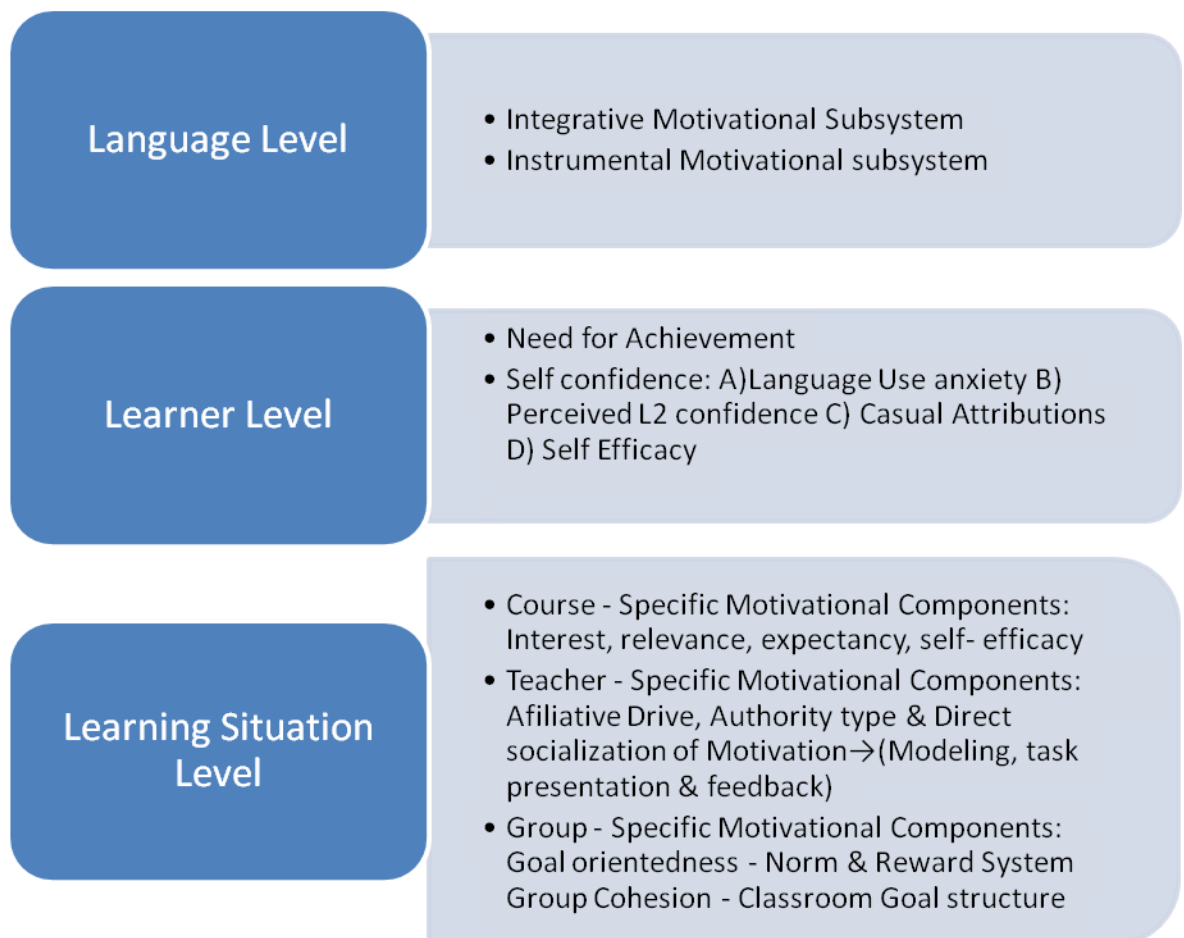 Language Level
• Integrative Motivational Subsystem
• Instrumental Motivational subsystem
Learner Level
• Need for Achievement
• Self confidence: A)Language Use anxiety B)
Perceived L2 confidence C) Casual Attributions
D) Self Efficacy
Learning Situation
Level
• Course - Specific Motivational Components:
Interest, relevance, expectancy, self- efficacy
• Teacher - Specific Motivational Components:
Afiliative Drive, Authority type & Direct
socialization of Motivation→(Modeling, task
presentation & feedback)
• Group - Specific Motivational Components:
Goal orientedness - Norm & Reward System
Group Cohesion - Classroom Goal structure